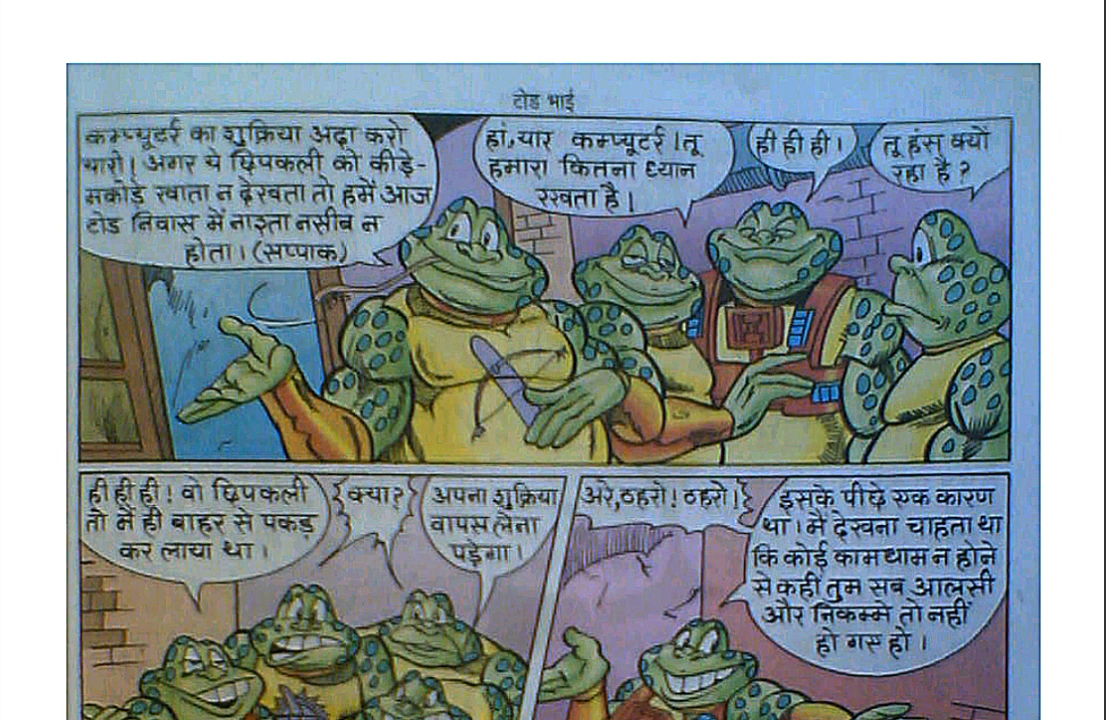 टोड भाई
कम्प्यूटर्र का शुक्रिया अदा करो
यारो! अगर ये छिपकली को कीड़े-
मकोड़े खाता न देखता तो हमें आज
टोड निवास में नाश्ता नसीब न
होता। (सप्पाक)
हां,यार कम्प्यूटर्र।तू
हमारा कितना ध्यान
रखता है।
ही ही ही।
तू हंस क्यों
रहा है?
ही ही ही! वो छिपकली
तो मैं ही बाहर से पकड़
कर लाया था।
क्या?
अपना शुक्रिया
वापस लेना
पड़ेगा।
अरे,ठहरो! ठहरो!
इसके पीछे एक कारण
था। मैं देखना चाहता था
कि कोई कामधाम न होने
से कहीं तुम सब आलसी
और निकम्मे तो नहीं
हो गए हो।